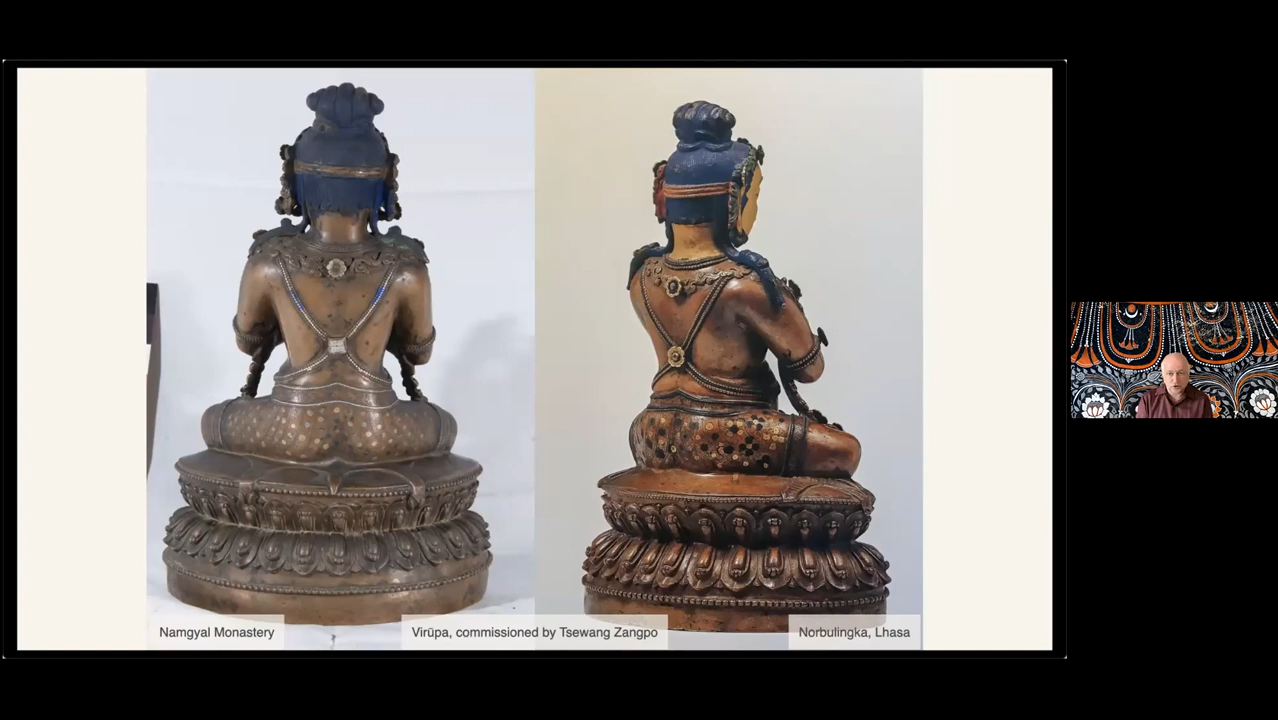 Namgyal Monastery
Virūpa, commissioned by Tsewang Zangpo
Norbulingka, Lhasa